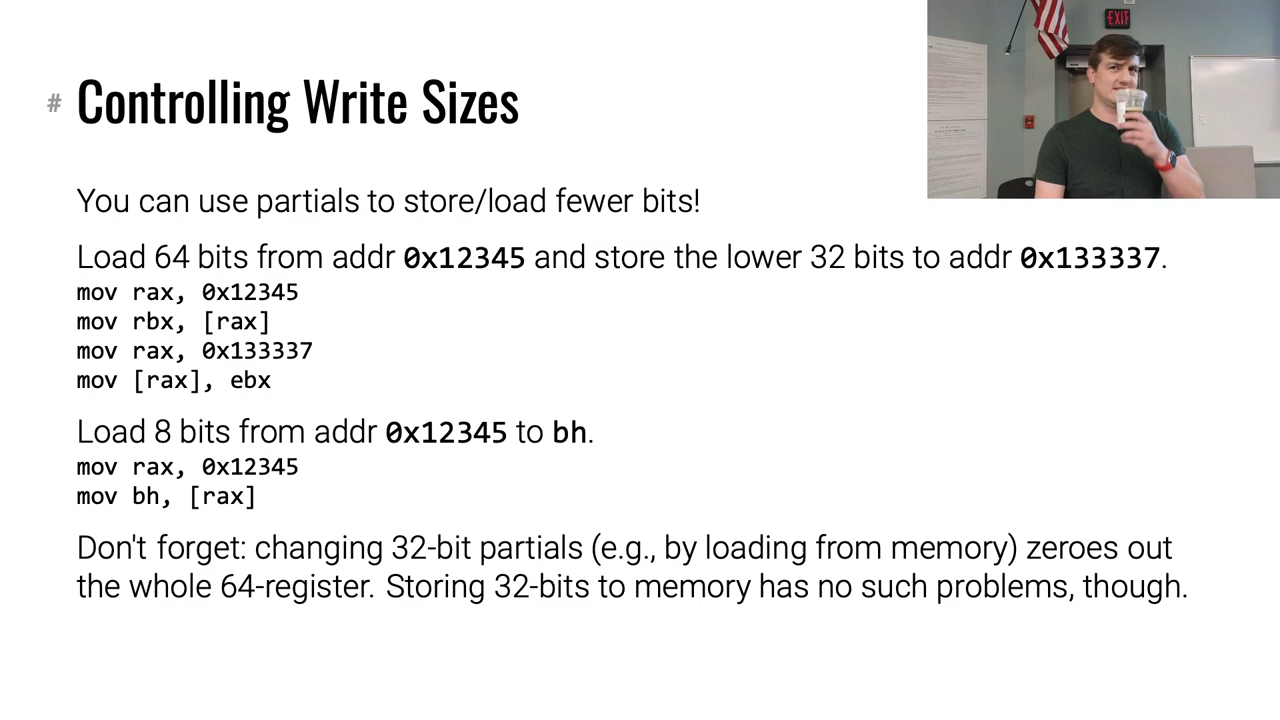 # Controlling Write Sizes
EXIT
You can use partials to store/load fewer bits!
Load 64 bits from addr 0x12345 and store the lower 32 bits to addr 0x133337.
mov rax, 0x12345
mov rbx, [rax]
mov rax, 0x133337
mov [rax], ebx
Load 8 bits from addr 0x12345 to bh.
mov rax, 0x12345
mov bh, [rax]
Don't forget: changing 32-bit partials (e.g., by loading from memory) zeroes out
the whole 64-register. Storing 32-bits to memory has no such problems, though.